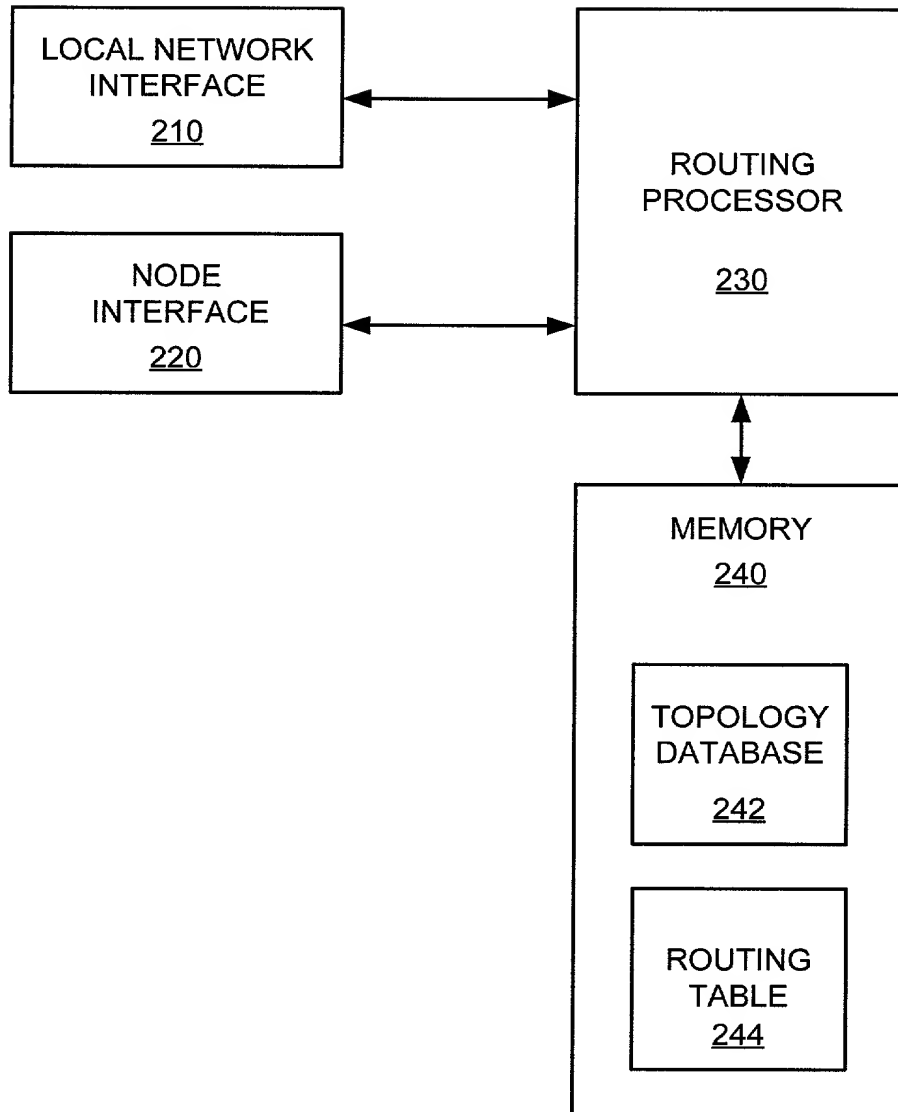 LOCAL NETWORK
INTERFACE
210
NODE
INTERFACE
220
ROUTING
PROCESSOR
230
MEMORY
240
TOPOLOGY
DATABASE
242
ROUTING
TABLE
244